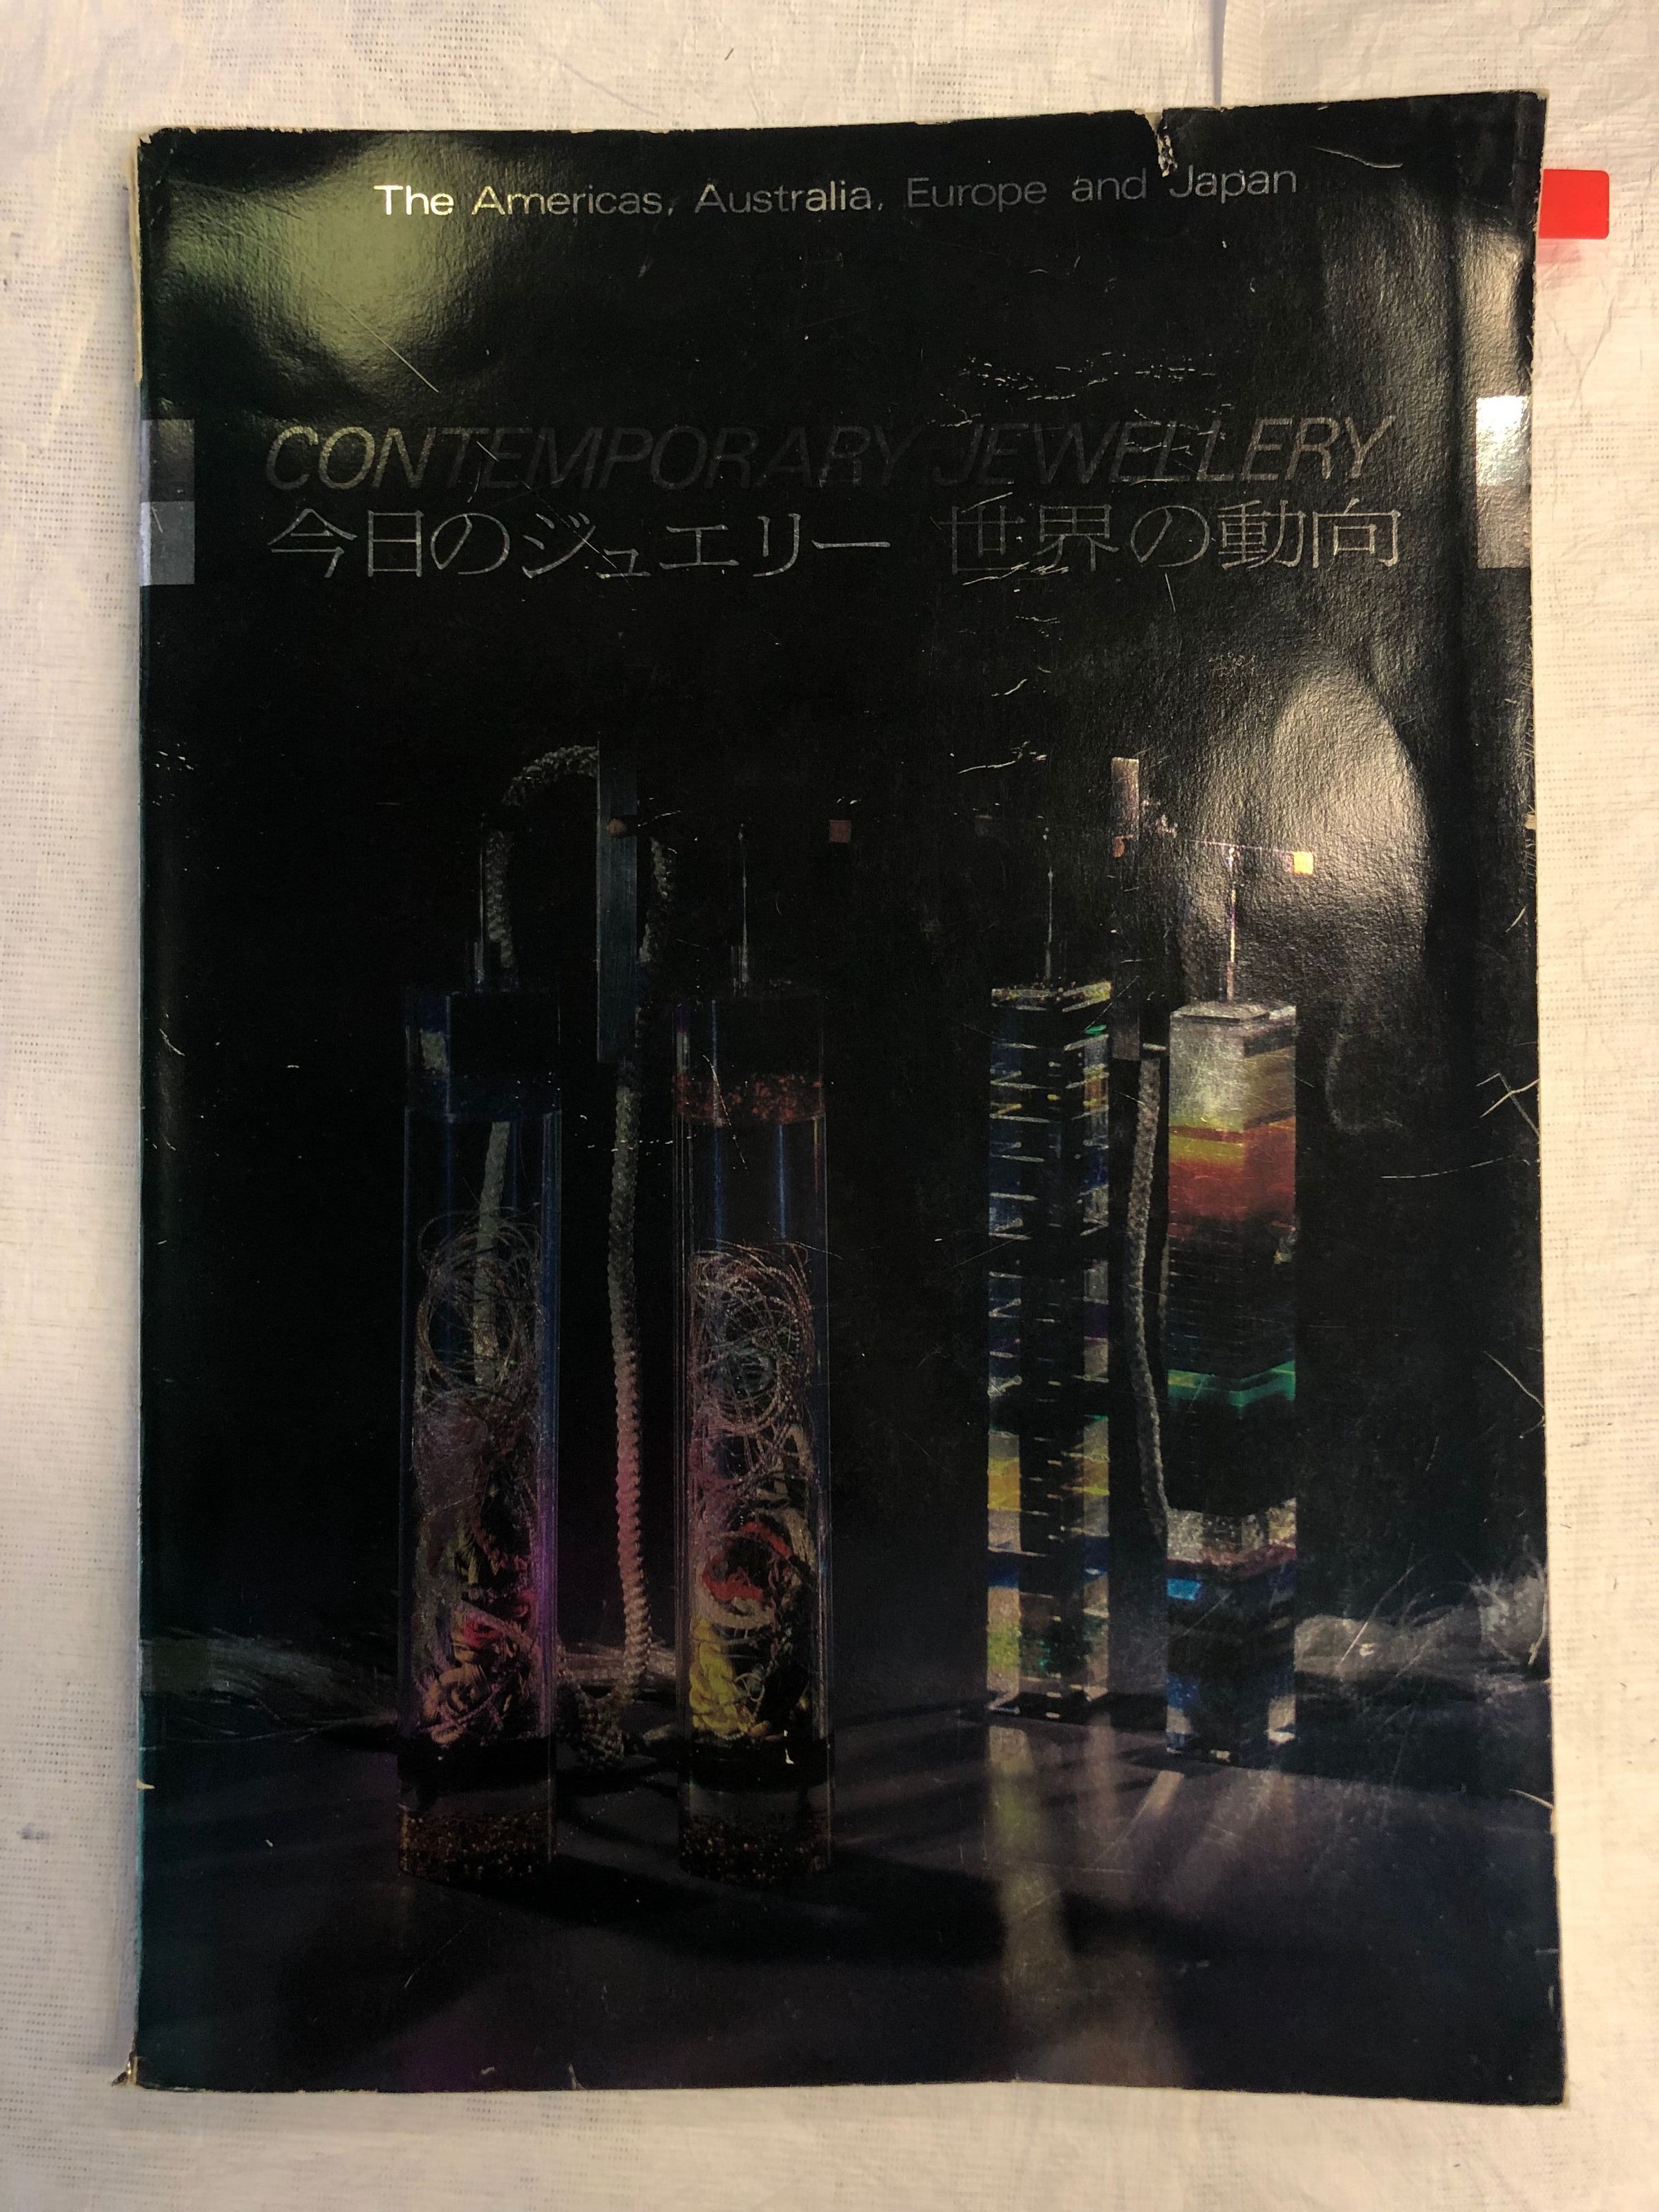 The Americas, Australia, Europe and Japan
CONTEMPORARY JEWELLERY
今日のジュエリー 世界の動向